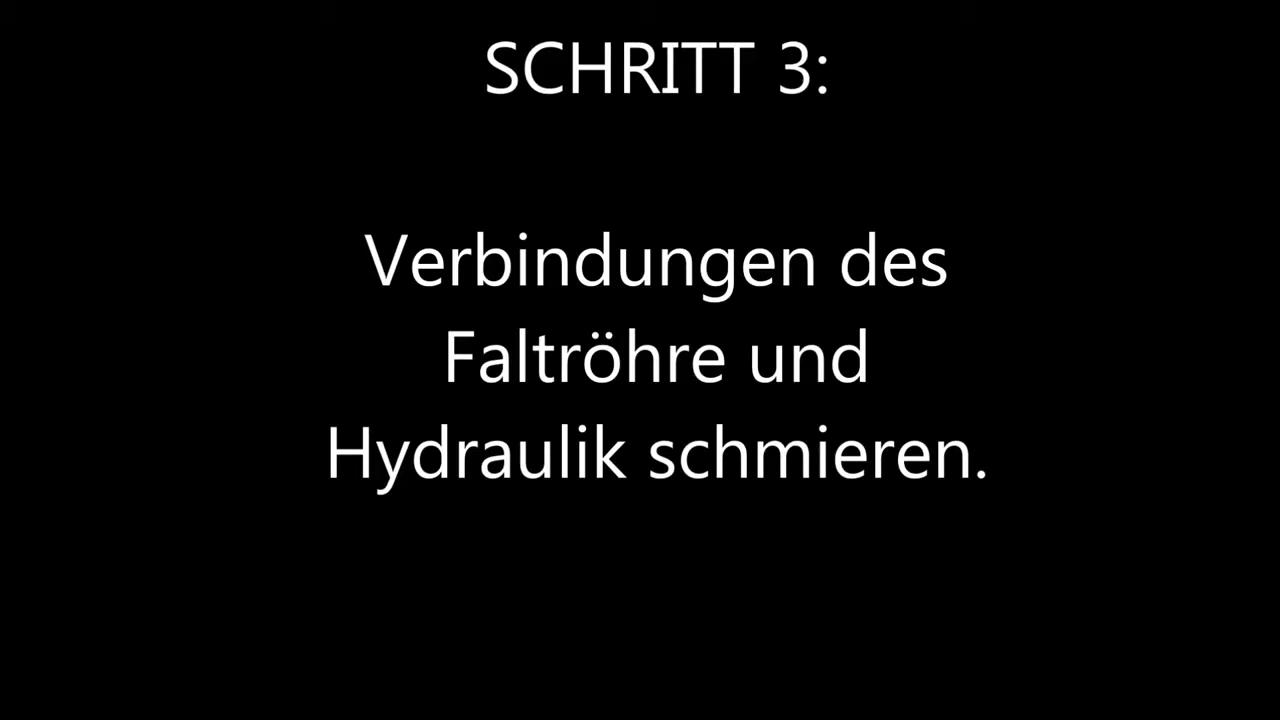 SCHRITT 3:
Verbindungen des
Faltröhre und
Hydraulik schmieren.